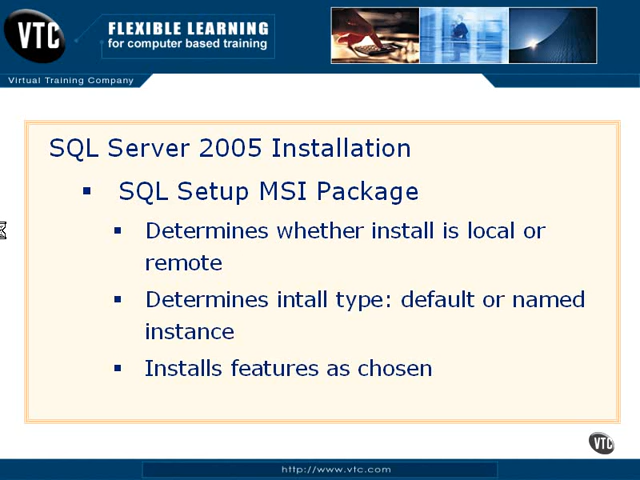 VTC
FLEXIBLE LEARNING
for computer based training
Virtual Training Company
SQL Server 2005 Installation
▪ SQL Setup MSI Package
▪ Determines whether install is local or
remote
▪ Determines intall type: default or named
instance
▪ Installs features as chosen
VTC
http://www.vtc.com